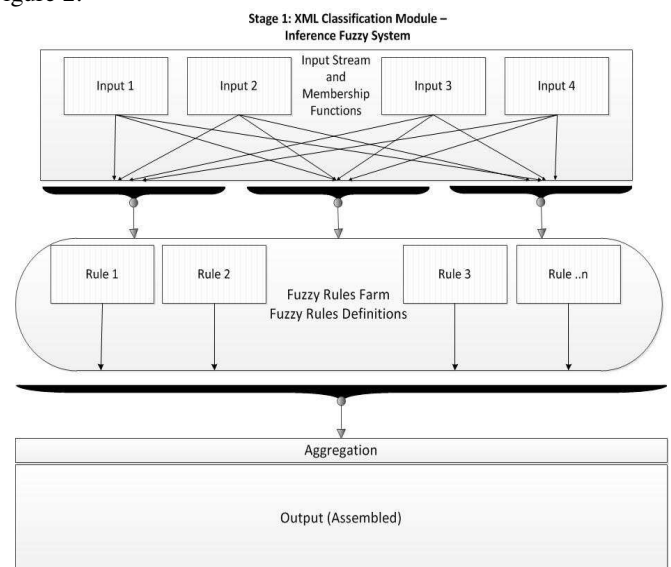 igure 2.
Stage 1: XML Classification Module –
Inference Fuzzy System
Input 1
Input 2
Input Stream
and
Membership
Functions
Input 3
Input 4
Rule 1
Rule 2
Fuzzy Rules Farm
Fuzzy Rules Definitions
Rule 3
Rule ..n
Aggregation
Output (Assembled)